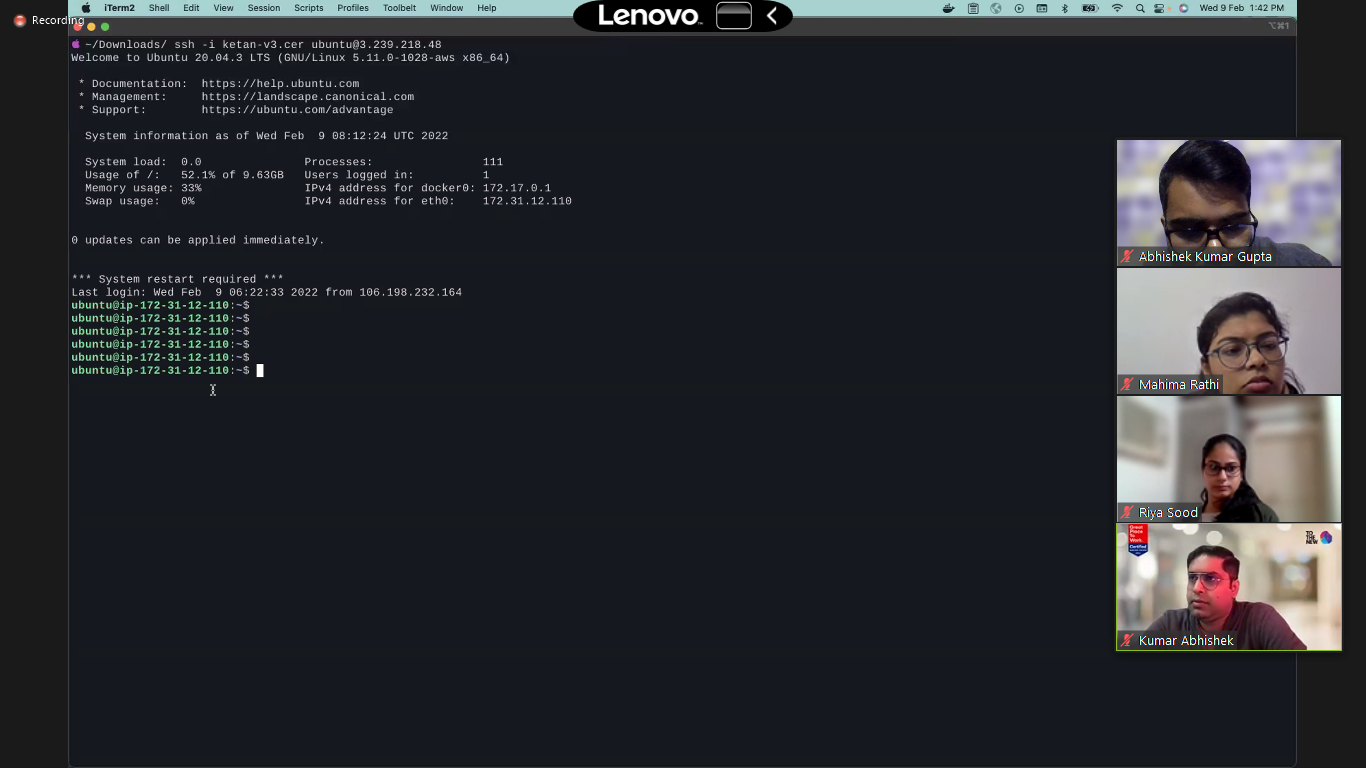 Recording
iTerm2 Shell Edit View Session Scripts Profiles Toolbelt Window Help
Lenovo
Wed 9 Feb 1:42 PM
~/Downloads/ ssh -i ketan-v3.cer ubuntu@3.239.218.48
Welcome to Ubuntu 20.04.3 LTS (GNU/Linux 5.11.0-1028-aws x86_64)
* Documentation: https://help.ubuntu.com
* Management: https://landscape.canonical.com
* Support: https://ubuntu.com/advantage
System information as of Wed Feb 9 08:12:24 UTC 2022
System load: 0.0 Processes: 111
Usage of /: 52.1% of 9.63GB Users logged in: 1
Memory usage: 33% IPv4 address for docker0: 172.17.0.1
Swap usage: 0% IPv4 address for eth0: 172.31.12.110
0 updates can be applied immediately.
*** System restart required ***
Last login: Wed Feb 9 06:22:33 2022 from 106.198.232.164
ubuntu@ip-172-31-12-110:~$
ubuntu@ip-172-31-12-110:~$
ubuntu@ip-172-31-12-110:~$
ubuntu@ip-172-31-12-110:~$
ubuntu@ip-172-31-12-110:~$
ubuntu@ip-172-31-12-110:~$
⌥⌘1
Abhishek Kumar Gupta
Mahima Rathi
Riya Sood
Great
Place
To
Work.
Certified
TO
THE
NEW
Kumar Abhishek